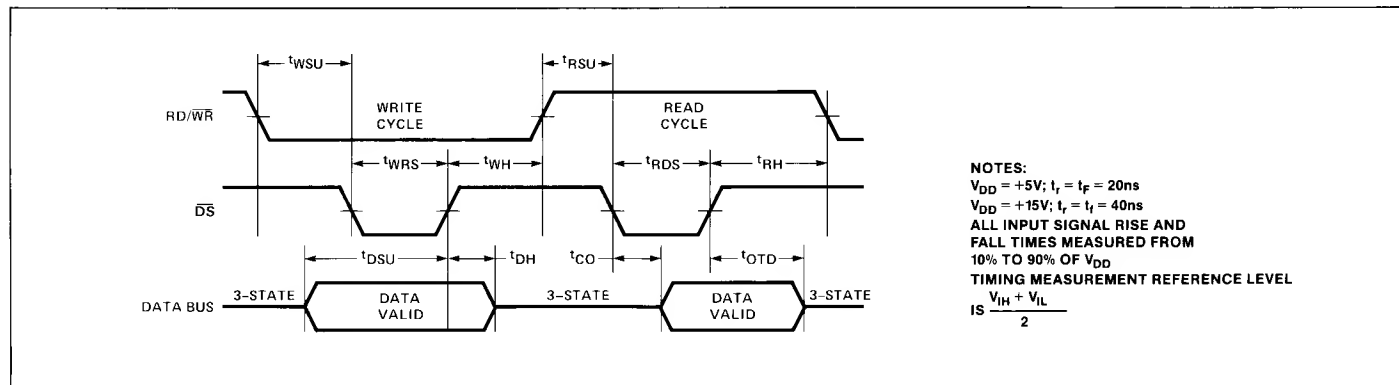 tWSU
tRSU
RD/WR
WRITE
CYCLE
READ
CYCLE
tWRS
tWH
tRDS
tRH
DS
tDSU
tDH
tCO
tOTD
DATA BUS
3-STATE
DATA
VALID
3-STATE
DATA
VALID
3-STATE
NOTES:
VDD = +5V; tr = tF = 20ns
VDD = +15V; tr = tf = 40ns
ALL INPUT SIGNAL RISE AND
FALL TIMES MEASURED FROM
10% TO 90% OF VDD
TIMING MEASUREMENT REFERENCE LEVEL
IS VIH + VIL
2